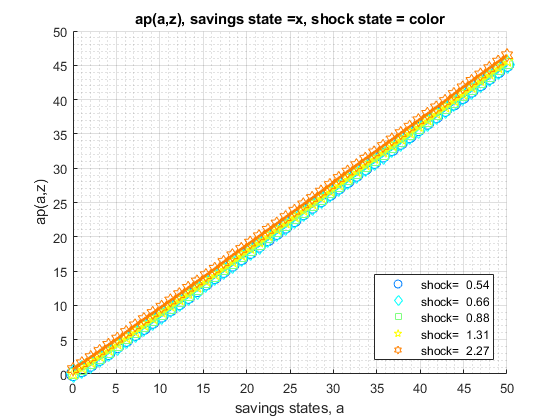 ap(a,z), savings state =x, shock state = color
50
45
40
35
30
25
20
15
10
5
0
ap(a,z)
0 5 10 15 20 25 30 35 40 45 50
savings states, a
shock= 0.54
shock= 0.66
shock= 0.88
shock= 1.31
shock= 2.27